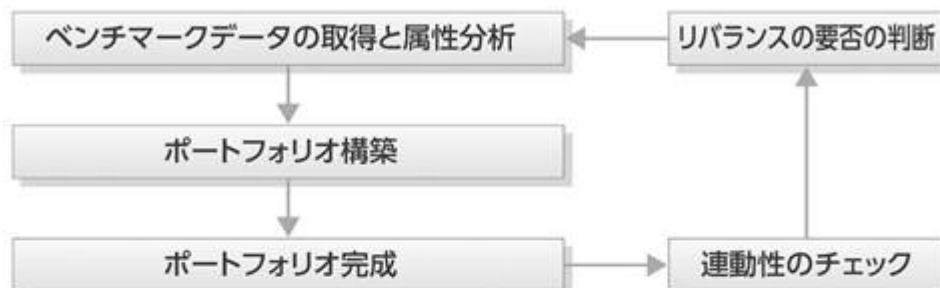 ベンチマークデータの取得と属性分析
リバランスの要否の判断
ポートフォリオ構築
ポートフォリオ完成
連動性のチェック